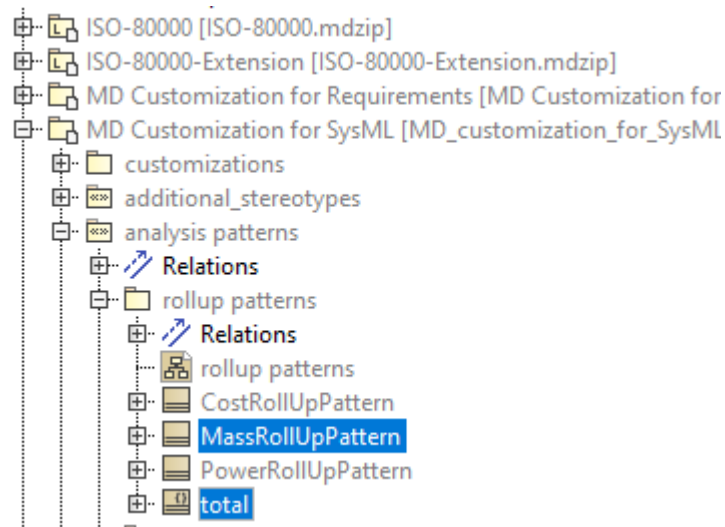 ISO-80000 [ISO-80000.mdzip]
ISO-80000-Extension [ISO-80000-Extension.mdzip]
MD Customization for Requirements [MD Customization for
MD Customization for SysML [MD_customization_for_SysML
customizations
additional_stereotypes
analysis patterns
Relations
rollup patterns
Relations
rollup patterns
CostRollUpPattern
MassRollUpPattern
PowerRollUpPattern
total